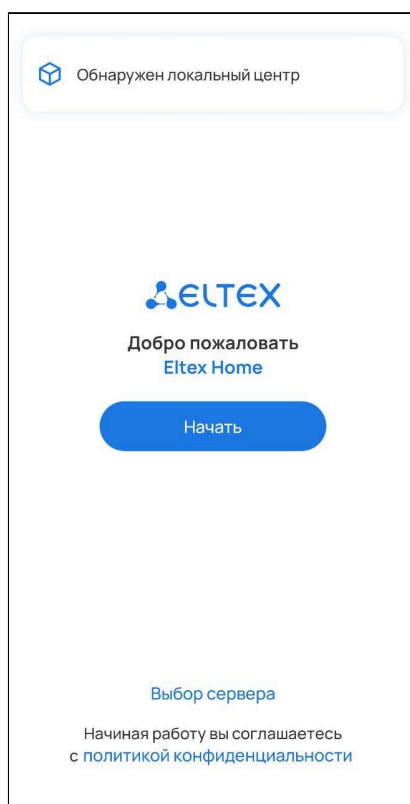 Обнаружен локальный центр
ELTEX
Добро пожаловать
Eltex Home
Начать
Выбор сервера
Начиная работу вы соглашаетесь
с политикой конфиденциальности